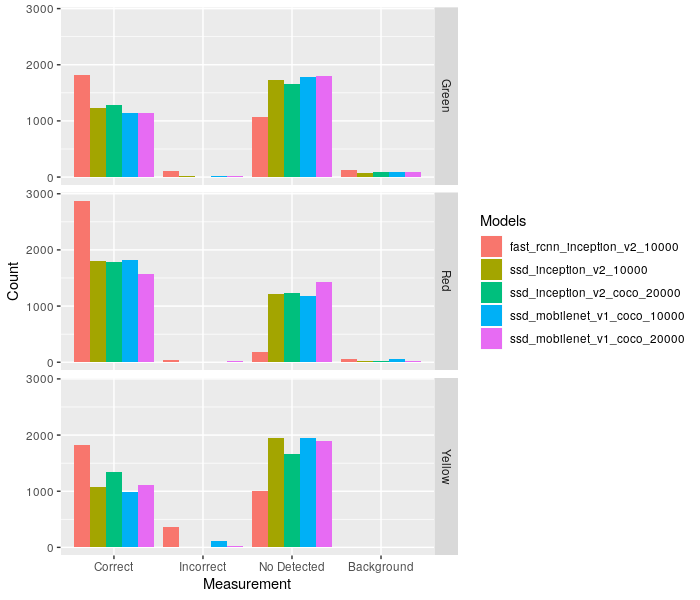 3000
2000
1000
0
Green
3000
2000
1000
0
Red
3000
2000
1000
0
Yellow
Correct Incorrect No Detected Background
Measurement
Count
Models
fast_rcnn_inception_v2_10000
ssd_inception_v2_10000
ssd_inception_v2_coco_20000
ssd_mobilenet_v1_coco_10000
ssd_mobilenet_v1_coco_20000